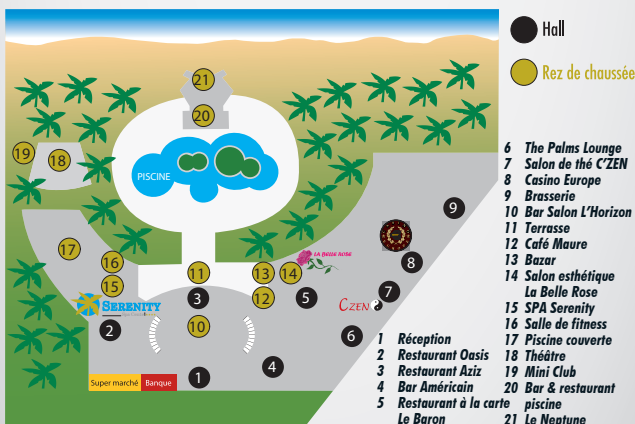 Hall
Rez de chaussée
21
20
19
18
PISCINE
9
17
16
LA BELLE ROSE
8
11
13
14
15
7
3
12
5
SERENITY
CZEN
2
10
6
1
4
Super marché
Banque
1 Réception
2 Restaurant Oasis
3 Restaurant Aziz
4 Bar Américain
5 Restaurant à la carte
Le Baron
6 The Palms Lounge
7 Salon de thé C'ZEN
8 Casino Europe
9 Brasserie
10 Bar Salon L'Horizon
11 Terrasse
12 Café Maure
13 Bazar
14 Salon esthétique
La Belle Rose
15 SPA Serenity
16 Salle de fitness
17 Piscine couverte
18 Théâtre
19 Mini Club
20 Bar & restaurant
piscine
21 Le Neptune